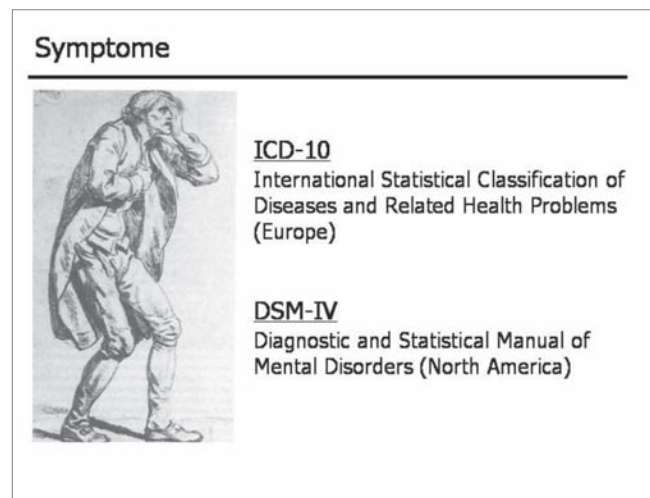 Symptome
ICD-10
International Statistical Classification of
Diseases and Related Health Problems
(Europe)
DSM-IV
Diagnostic and Statistical Manual of
Mental Disorders (North America)